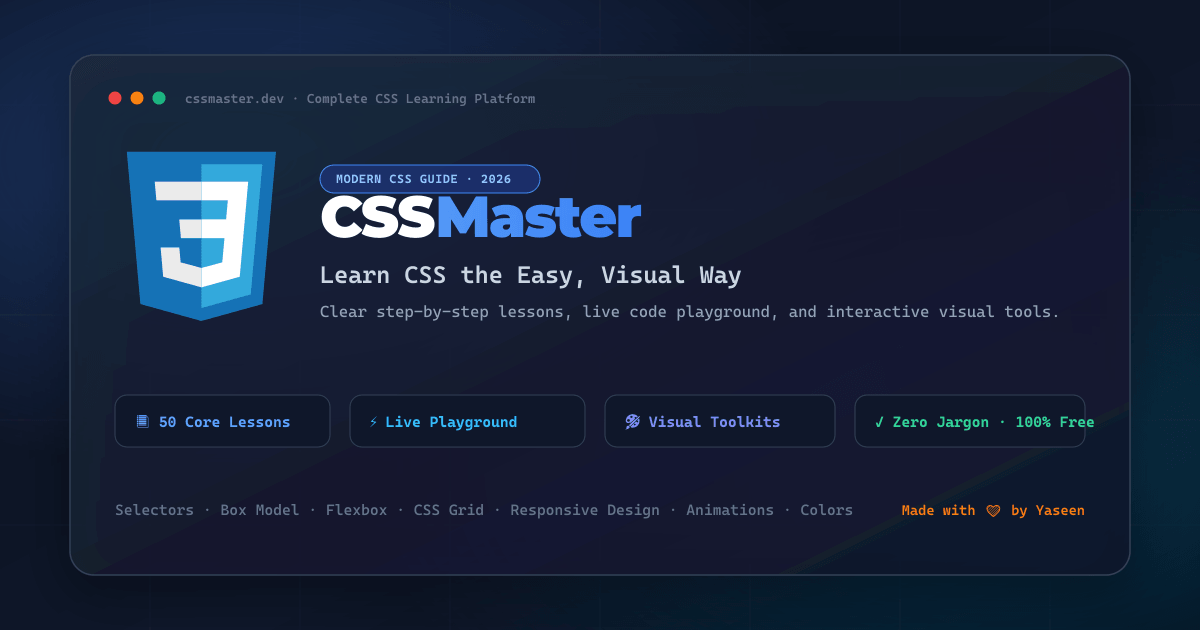 cssmaster.dev · Complete CSS Learning Platform
MODERN CSS GUIDE · 2026
CSSMaster
Learn CSS the Easy, Visual Way
Clear step-by-step lessons, live code playground, and interactive visual tools.
50 Core Lessons
⚡ Live Playground
Visual Toolkits
✓ Zero Jargon · 100% Free
Selectors · Box Model · Flexbox · CSS Grid · Responsive Design · Animations · Colors
Made with ♡ by Yaseen